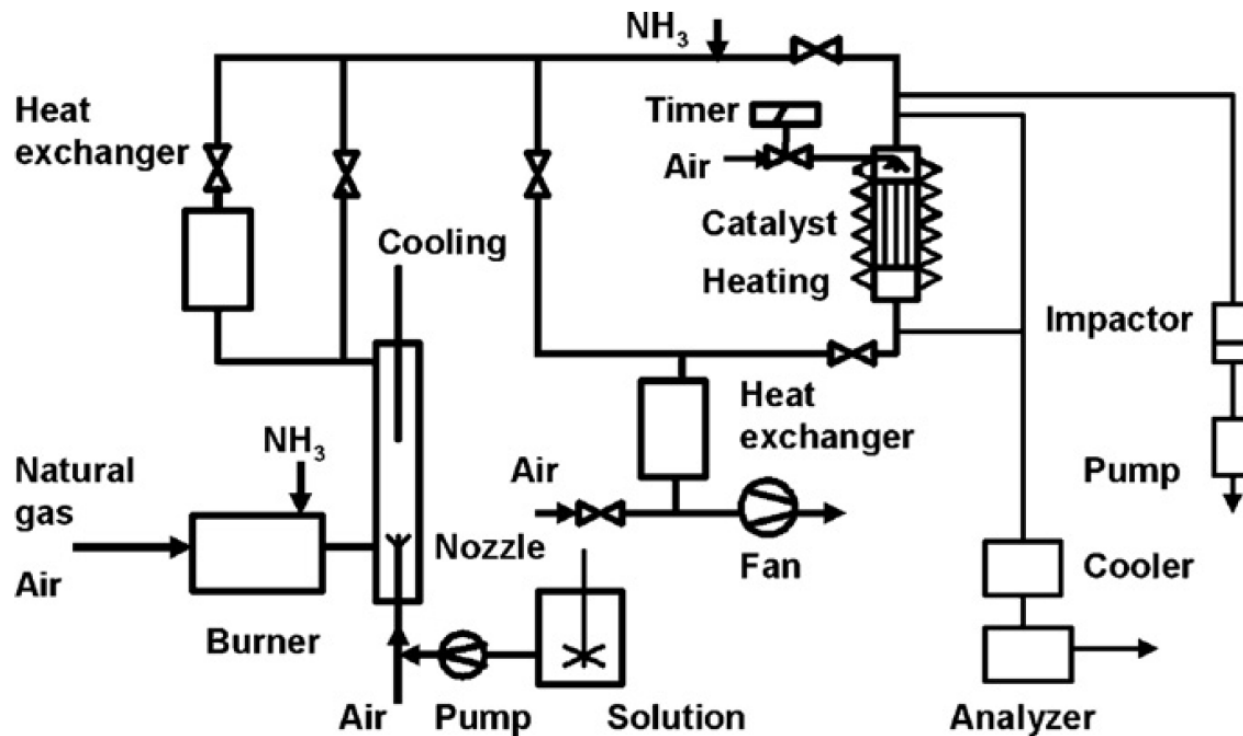 NH3
Heat
exchanger
Timer
Air
Cooling
Catalyst
Heating
Impactor
Heat
exchanger
NH3
Natural
gas
Air
Pump
Air
Nozzle
Fan
Cooler
Burner
Air
Pump
Solution
Analyzer